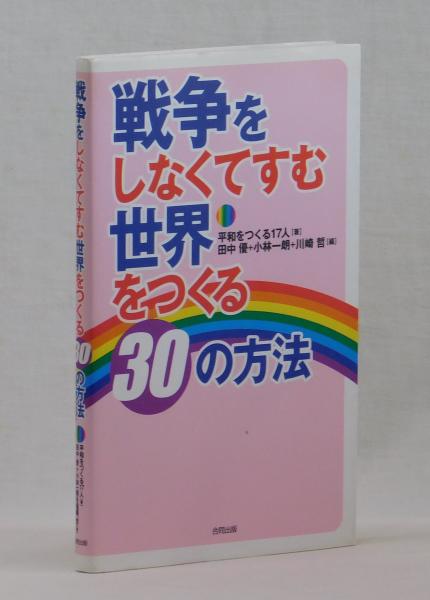 戦争を
しなくてすむ
世界
平和をつくる17人[著]
田中 優+小林一朗+川崎 哲[編]
をつくる
30の方法
合同出版
戦争をしなくてすむ世界をつくる30の方法